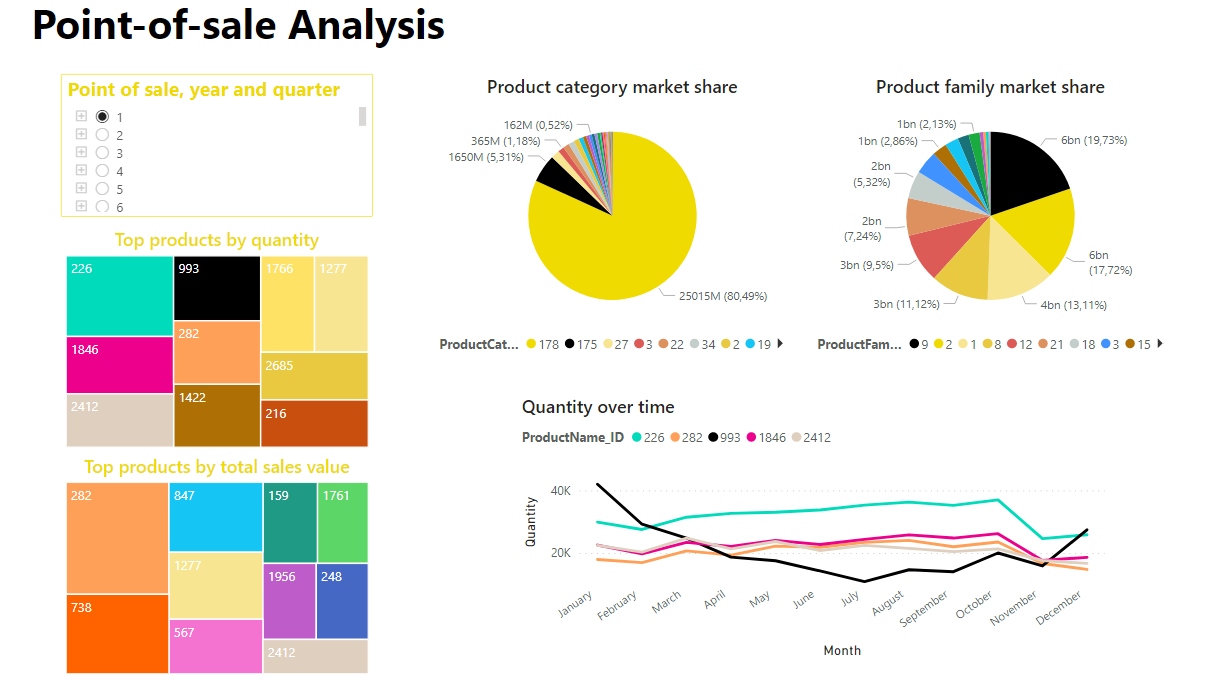 Point-of-sale Analysis
Point of sale, year and quarter
1
2
3
4
5
6
Top products by quantity
226
993
1766
1277
282
1846
2685
1422
2412
216
Top products by total sales value
282
847
159
1761
1277
1956
248
738
567
2412
Product category market share
162M (0,52%)
365M (1,18%)
1650M (5,31%)
25015M (80,49%)
ProductCat... 178 175 27 3 22 34 2 19
Product family market share
1bn (2,13%)
1bn (2,86%)
2bn
(5,32%)
2bn
(7,24%)
3bn (9,5%)
3bn (11,12%)
6bn (19,73%)
6bn
(17,72%)
4bn (13,11%)
ProductFam... 9 2 1 8 12 21 18 3 15
Quantity over time
ProductName_ID 226 282 993 1846 2412
Quantity
40K
20K
January
February
March
April
May
June
July
August
September
October
November
December
Month